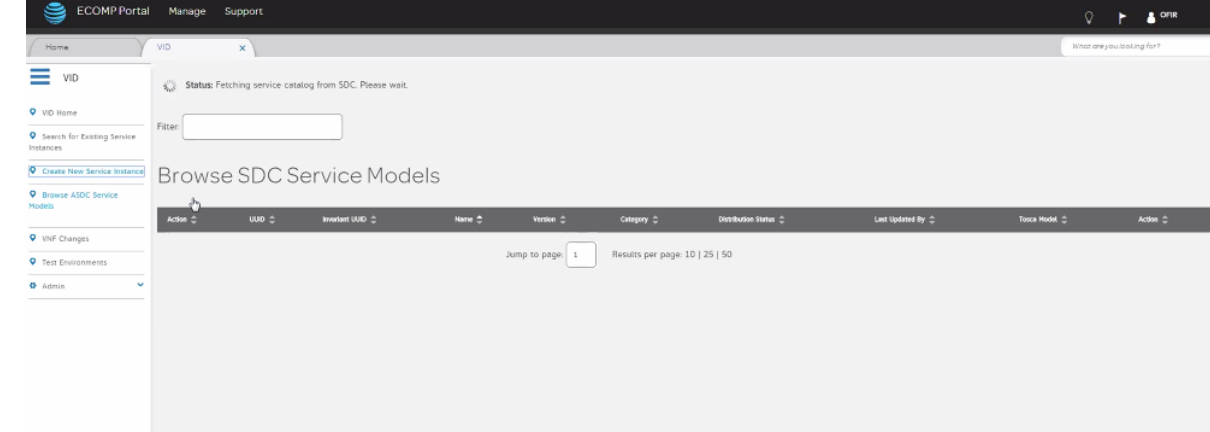 ECOMP Portal Manage Support OFIR
Home VID x What are you looking for?
VID
Status: Fetching service catalog from SDC. Please wait.
VID Home
Filter:
Search for Existing Service
Instances
Create New Service Instance
Browse SDC Service Models
Browse ASDC Service
Models
Action UUID Invariant UUID Name Version Category Distribution Status Last Updated By Tosca Model Action
VNF Changes
Jump to page: 1 Results per page: 10 | 25 | 50
Test Environments
Admin